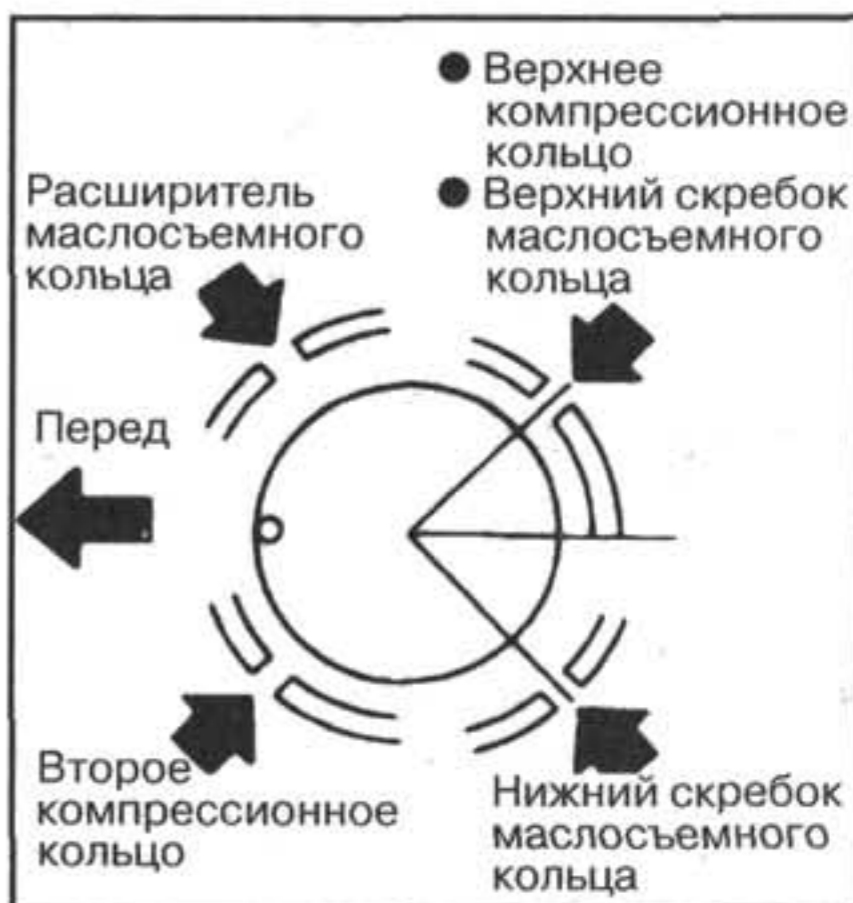 ● Верхнее
компрессионное
кольцо
● Верхний скребок
маслосъемного
кольца
Расширитель
маслосъемного
кольца
Перед
Второе
компрессионное
кольцо
Нижний скребок
маслосъемного
кольца